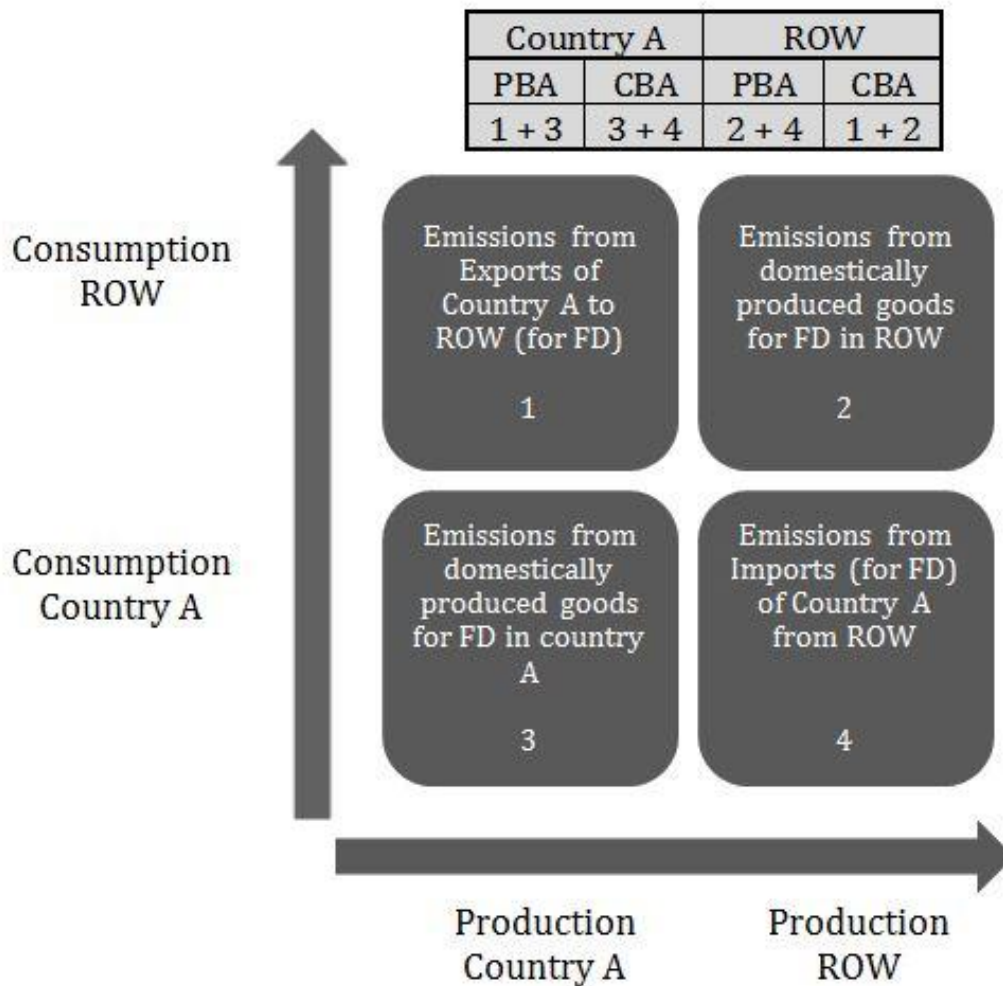 Country A ROW
PBA CBA PBA CBA
1 + 3 3 + 4 2 + 4 1 + 2
Consumption
ROW
Emissions from
Exports of
Country A to
ROW (for FD)
1
Emissions from
domestically
produced goods
for FD in ROW
2
Consumption
Country A
Emissions from
domestically
produced goods
for FD in country
A
3
Emissions from
Imports (for FD)
of Country A
from ROW
4
Production
Country A
Production
ROW